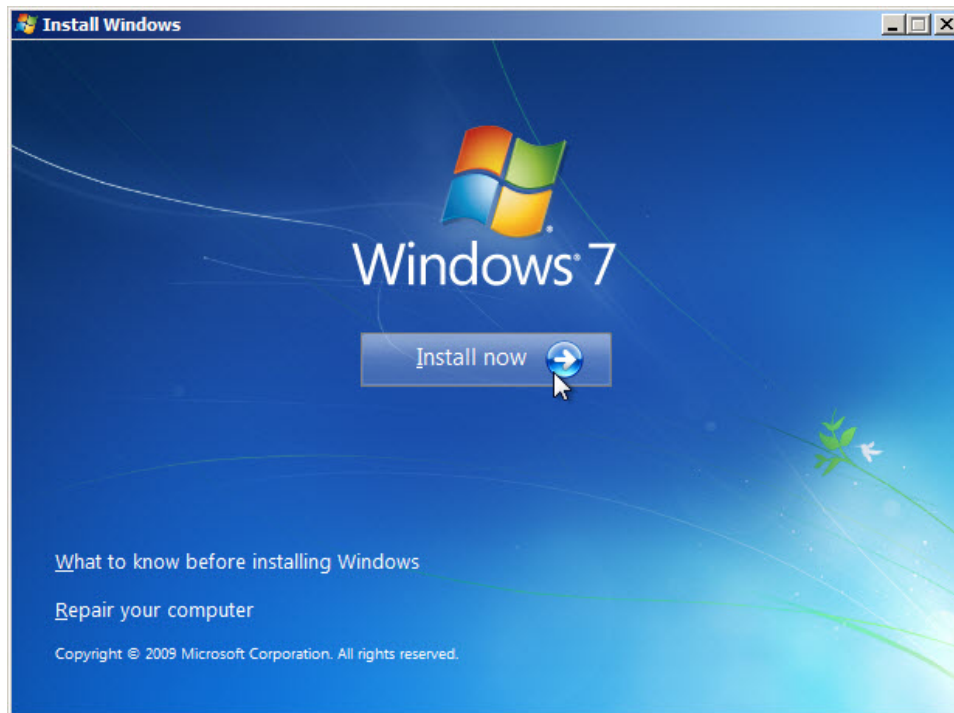 Install Windows
Windows® 7
Install now
What to know before installing Windows
Repair your computer
Copyright © 2009 Microsoft Corporation. All rights reserved.